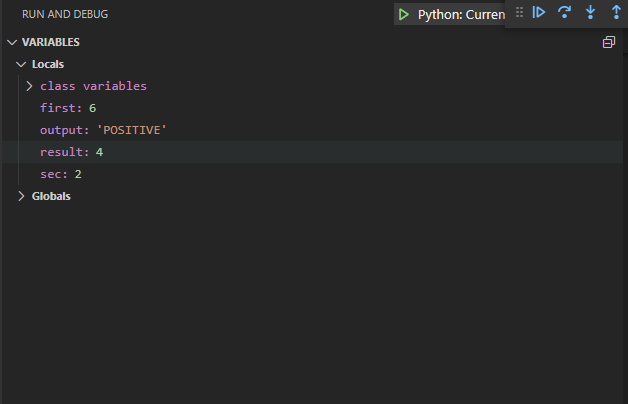 RUN AND DEBUG
Python: Curren
VARIABLES
Locals
class variables
first: 6
output: 'POSITIVE'
result: 4
sec: 2
Globals